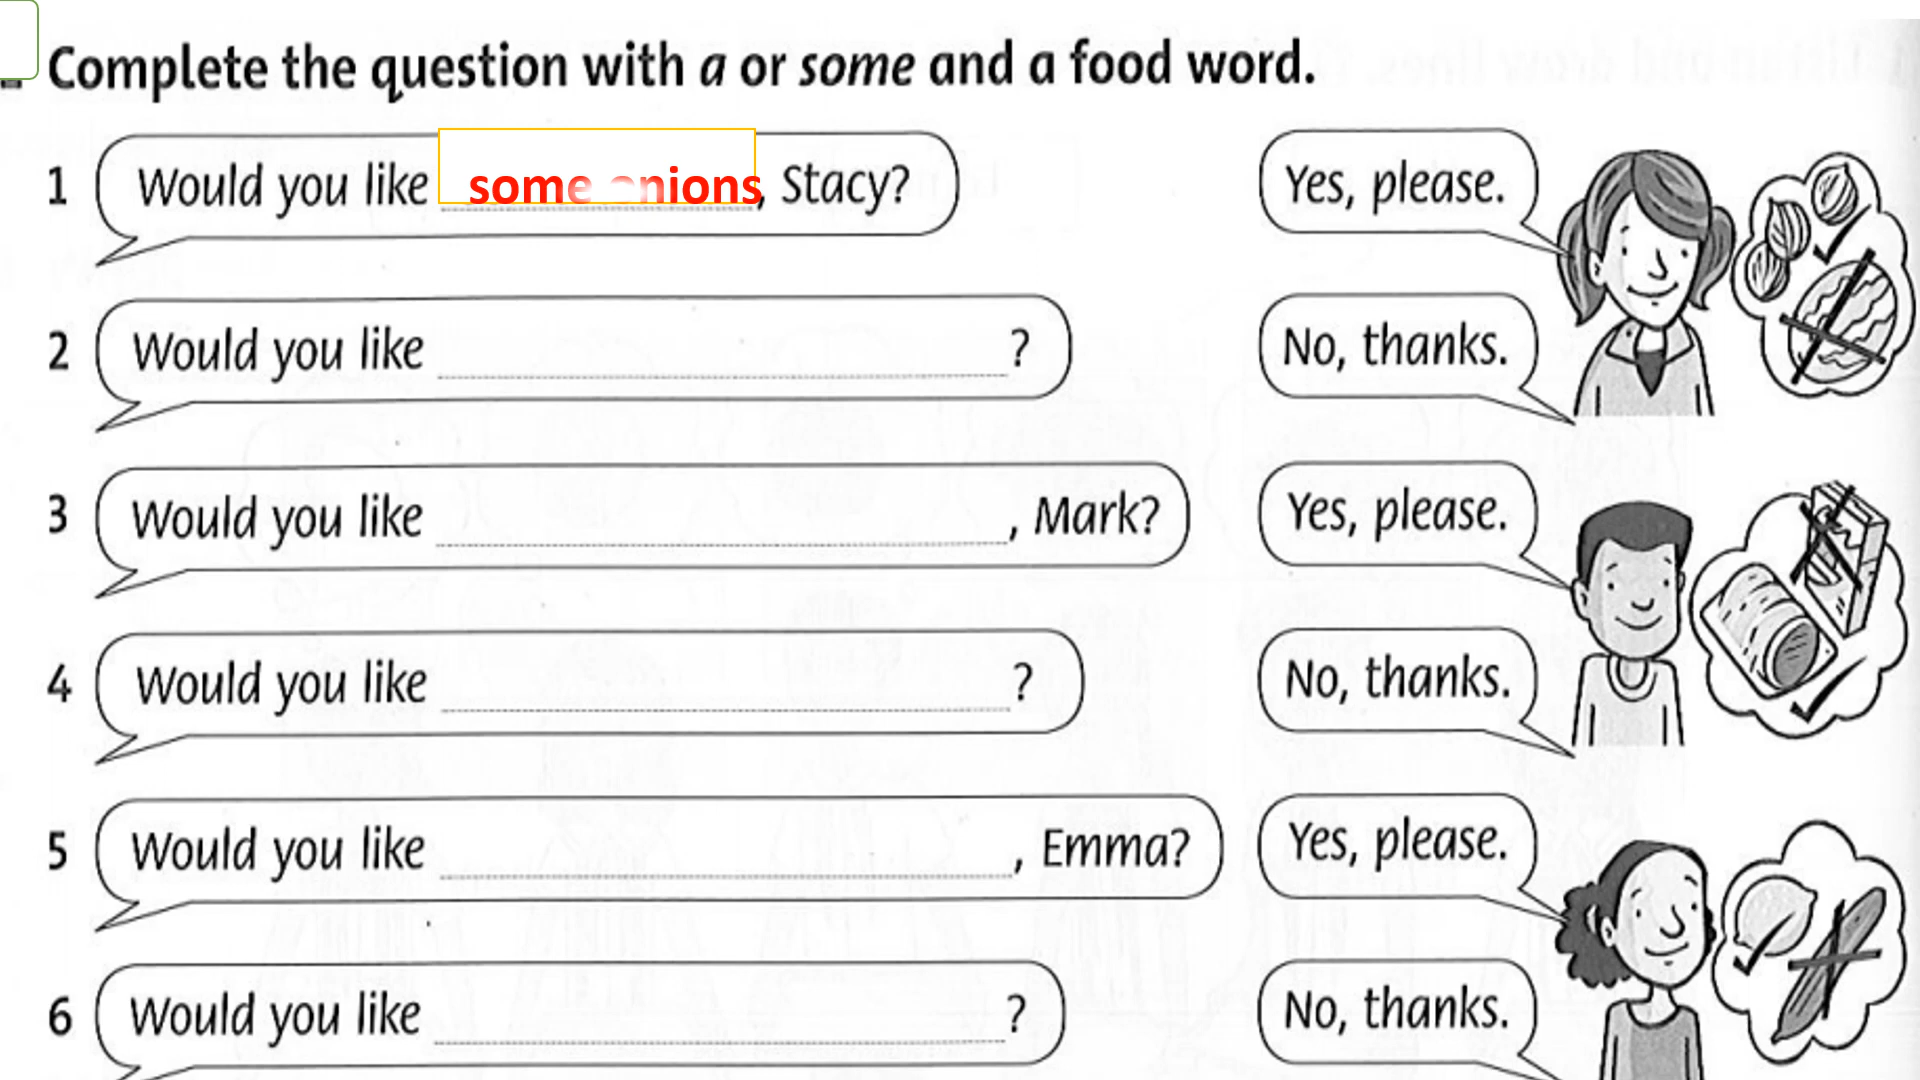 Complete the question with a or some and a food word.
1 Would you like some onions, Stacy?
Yes, please.
2 Would you like ?
No, thanks.
3 Would you like , Mark?
Yes, please.
4 Would you like ?
No, thanks.
5 Would you like , Emma?
Yes, please.
6 Would you like ?
No, thanks.